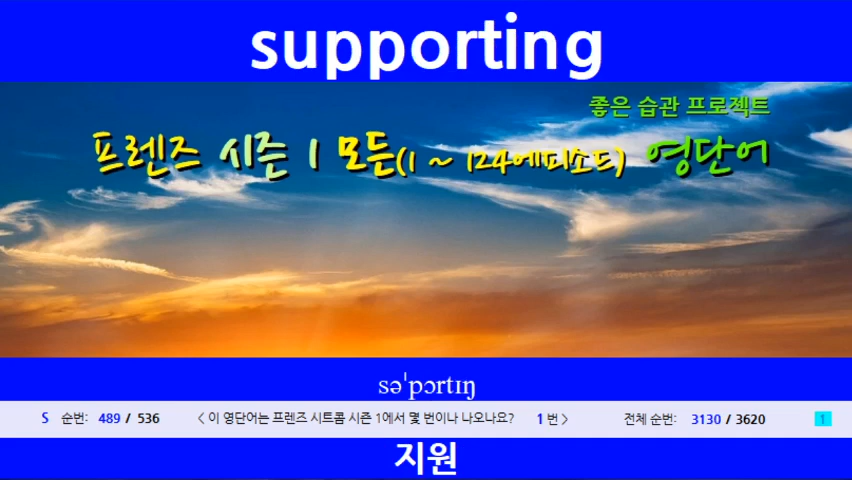 supporting
좋은 습관 프로젝트
프렌즈 시즌 1 모든(1 ~ 124에피소드) 영단어
səˈpɔrtɪŋ
S 순번: 489 / 536 < 이 영단어는 프렌즈 시트콤 시즌 1에서 몇 번이나 나오나요? 1 번 > 전체 순번: 3130 / 3620 1
지원